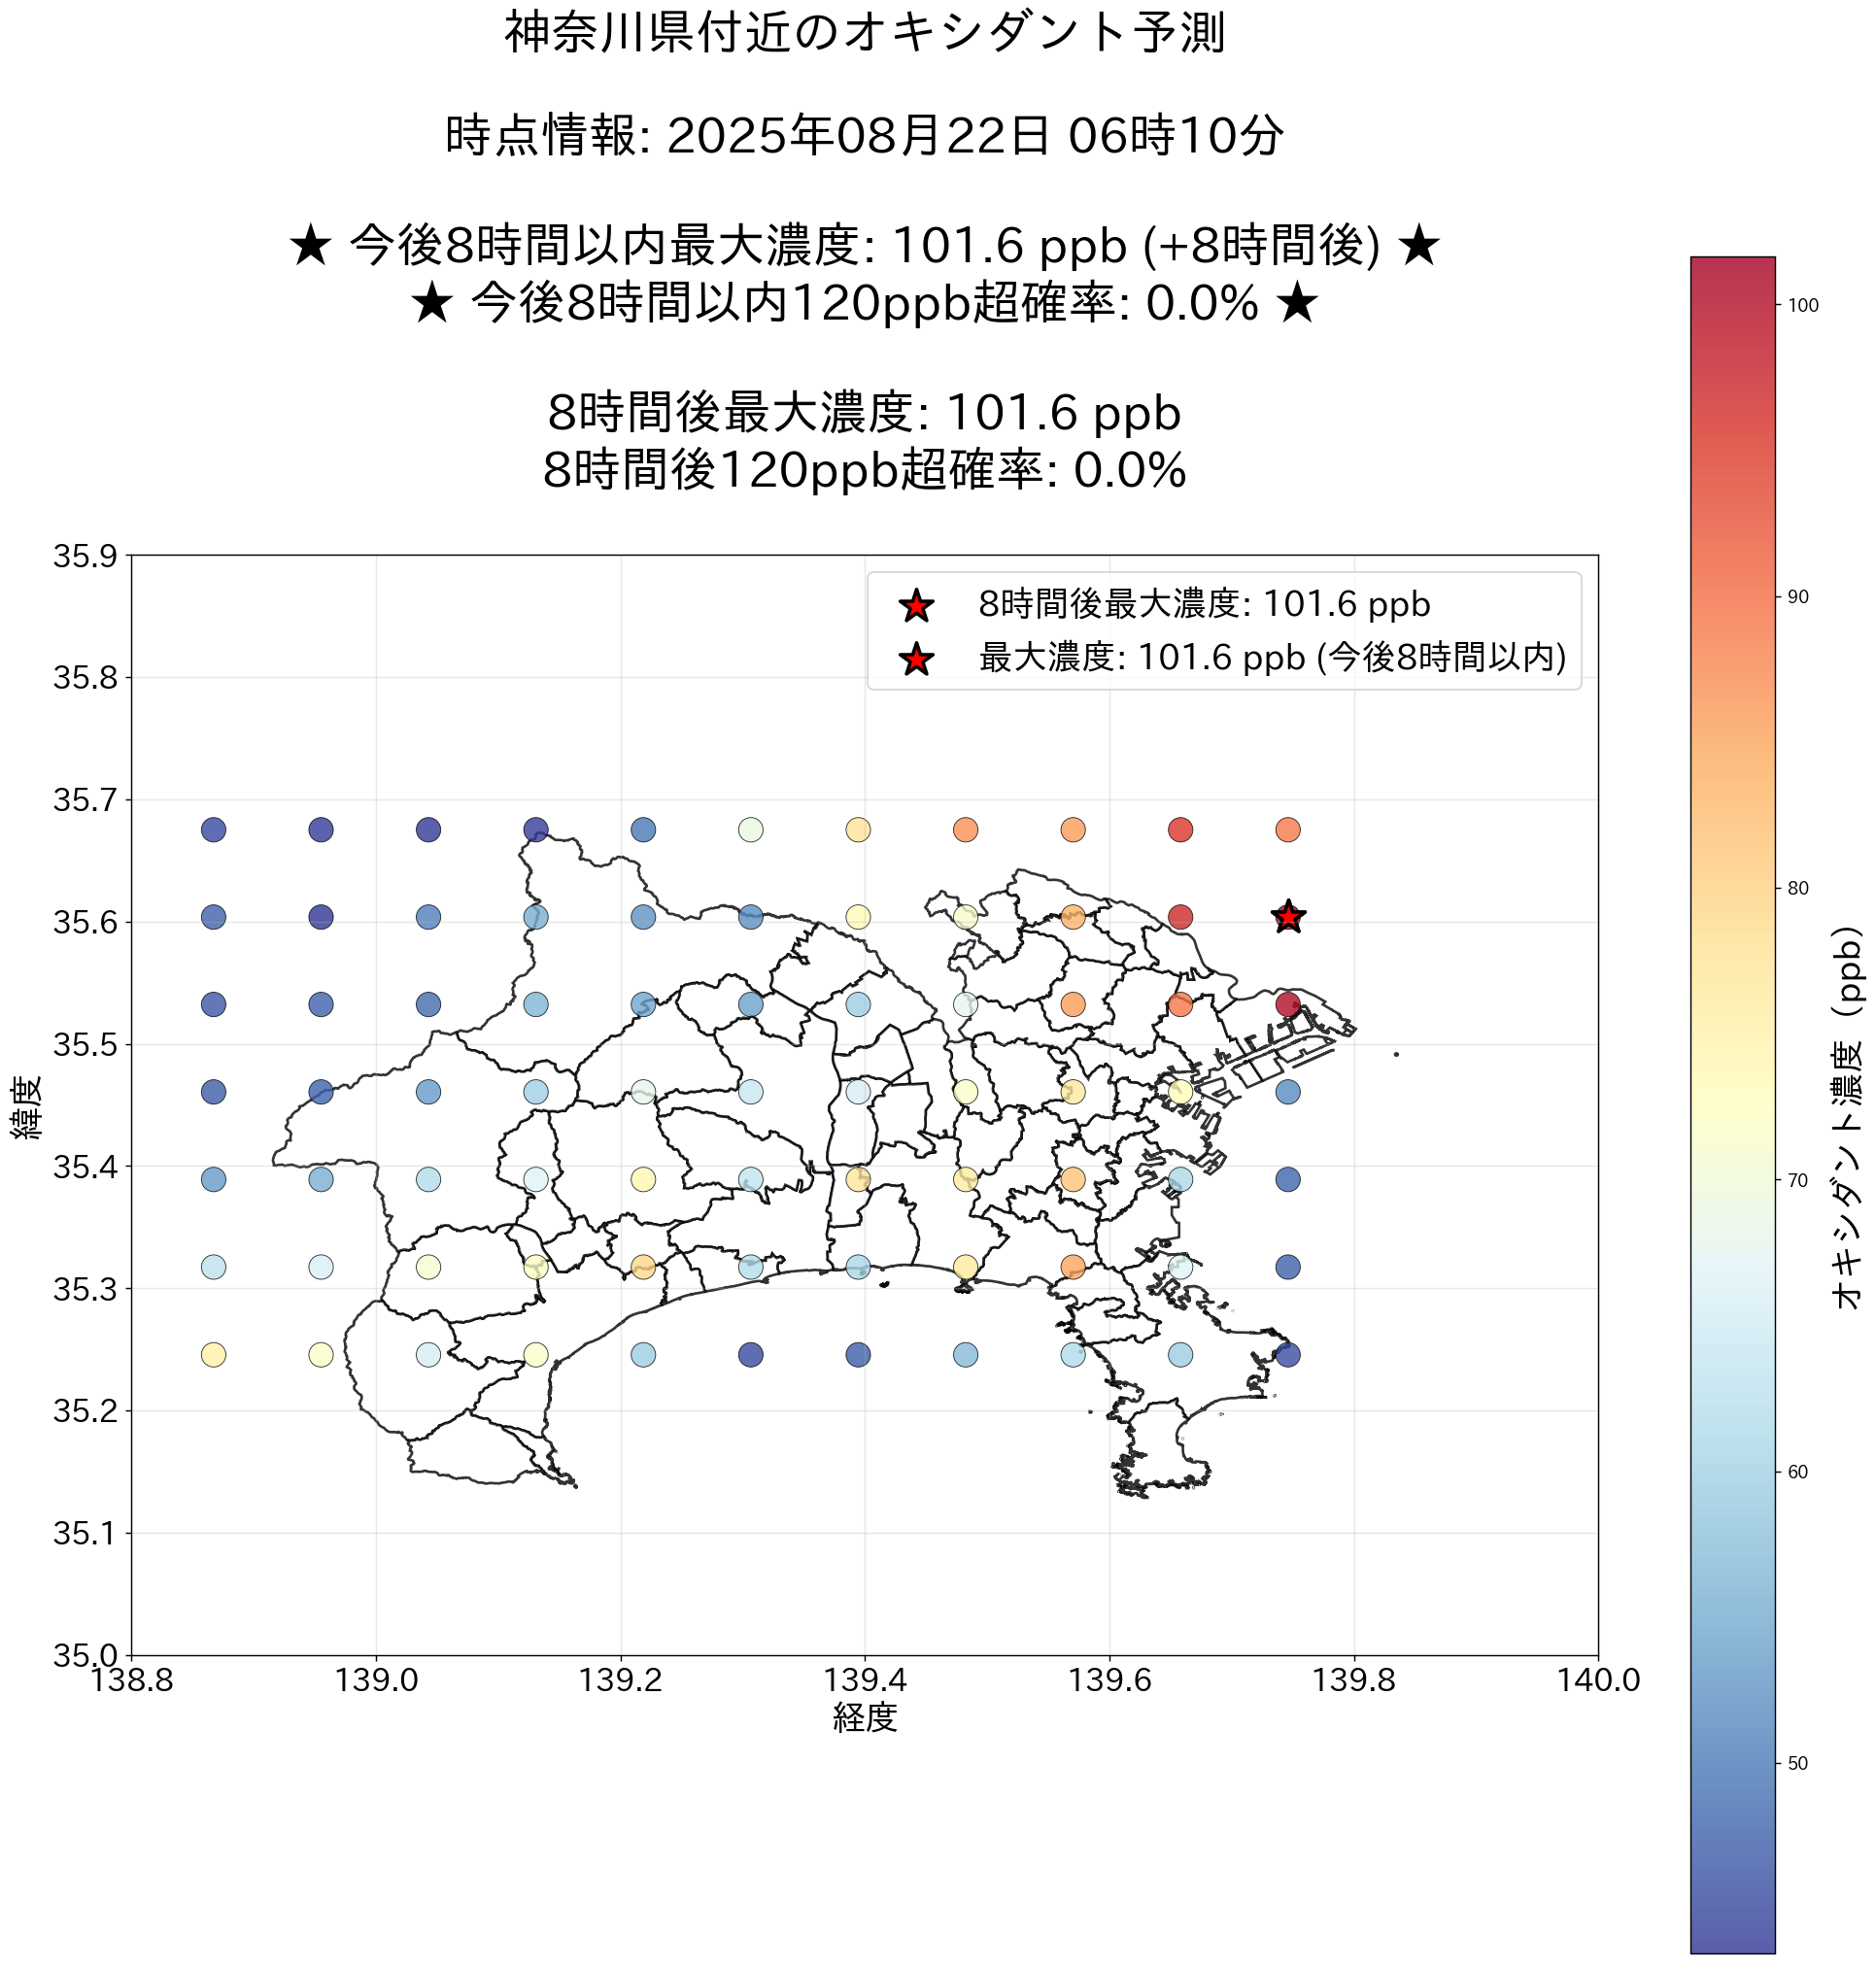 神奈川県付近のオキシダント予測
時点情報: 2025年08月22日 06時10分
★ 今後8時間以内最大濃度: 101.6 ppb (+8時間後) ★
★ 今後8時間以内120ppb超確率: 0.0% ★
8時間後最大濃度: 101.6 ppb
8時間後120ppb超確率: 0.0%
8時間後最大濃度: 101.6 ppb
最大濃度: 101.6 ppb (今後8時間以内)
35.9
35.8
35.7
35.6
35.5
35.4
35.3
35.2
35.1
35.0
緯度
138.8 139.0 139.2 139.4 139.6 139.8 140.0
経度
100
90
80
70
60
50
オキシダント濃度 (ppb)